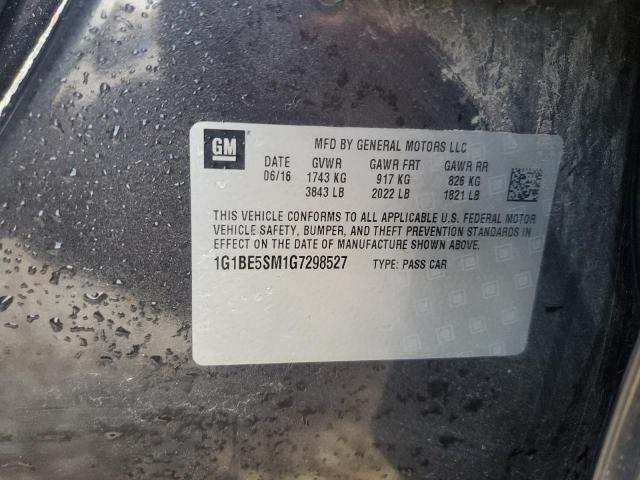 GM
MFD BY GENERAL MOTORS LLC
DATE GVWR GAWR FRT GAWR RR
06/16 1743 KG 917 KG 826 KG
3843 LB 2022 LB 1821 LB
THIS VEHICLE CONFORMS TO ALL APPLICABLE U.S. FEDERAL MOTOR
VEHICLE SAFETY, BUMPER, AND THEFT PREVENTION STANDARDS IN
EFFECT ON THE DATE OF MANUFACTURE SHOWN ABOVE.
1G1BE5SM1G7298527 TYPE: PASS CAR